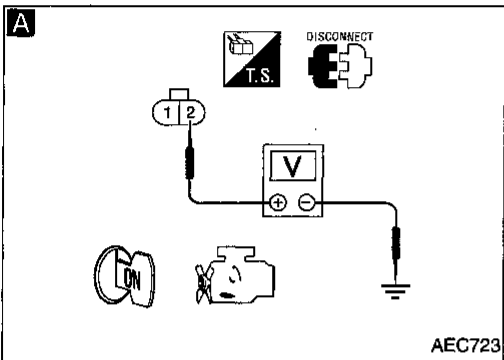 A
DISCONNECT
T.S.
1 2
V
+ −
ON
AEC723